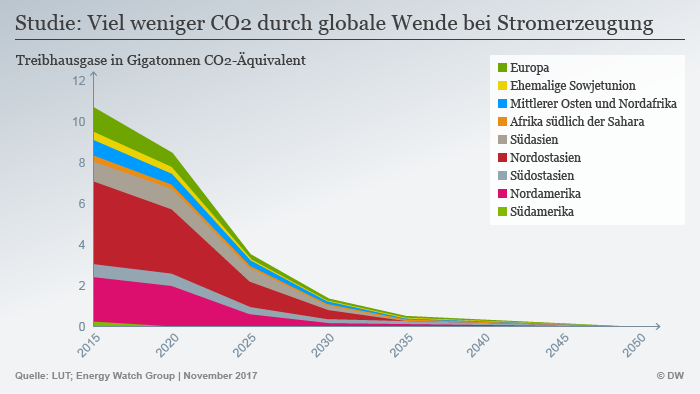 Studie: Viel weniger CO2 durch globale Wende bei Stromerzeugung
Treibhausgase in Gigatonnen CO2-Äquivalent
12
10
8
6
4
2
0
2015
2020
2025
2030
2035
2040
2045
2050
Europa
Ehemalige Sowjetunion
Mittlerer Osten und Nordafrika
Afrika südlich der Sahara
Südasien
Nordostasien
Südostasien
Nordamerika
Südamerika
Quelle: LUT; Energy Watch Group | November 2017
© DW